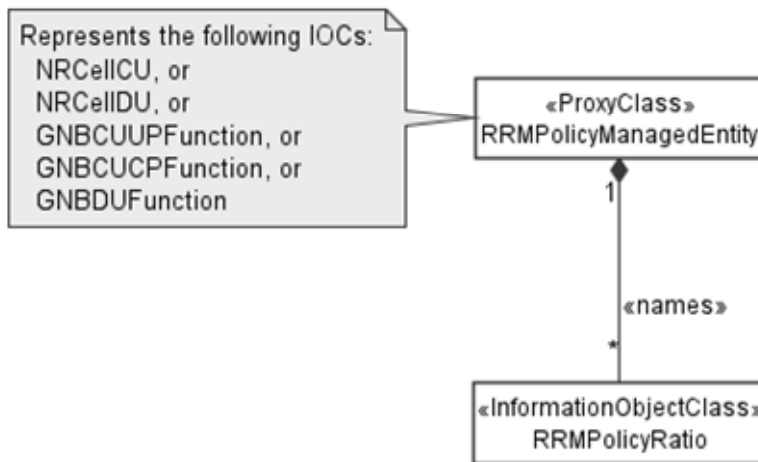 Represents the following IOCs:
NRCellCU, or
NRCellDU, or
GNBCUUPFunction, or
GNBCUCPFunction, or
GNBDUFunction
«ProxyClass»
RRMPolicyManagedEntity
1
«names»
*
«InformationObjectClass»
RRMPolicyRatio